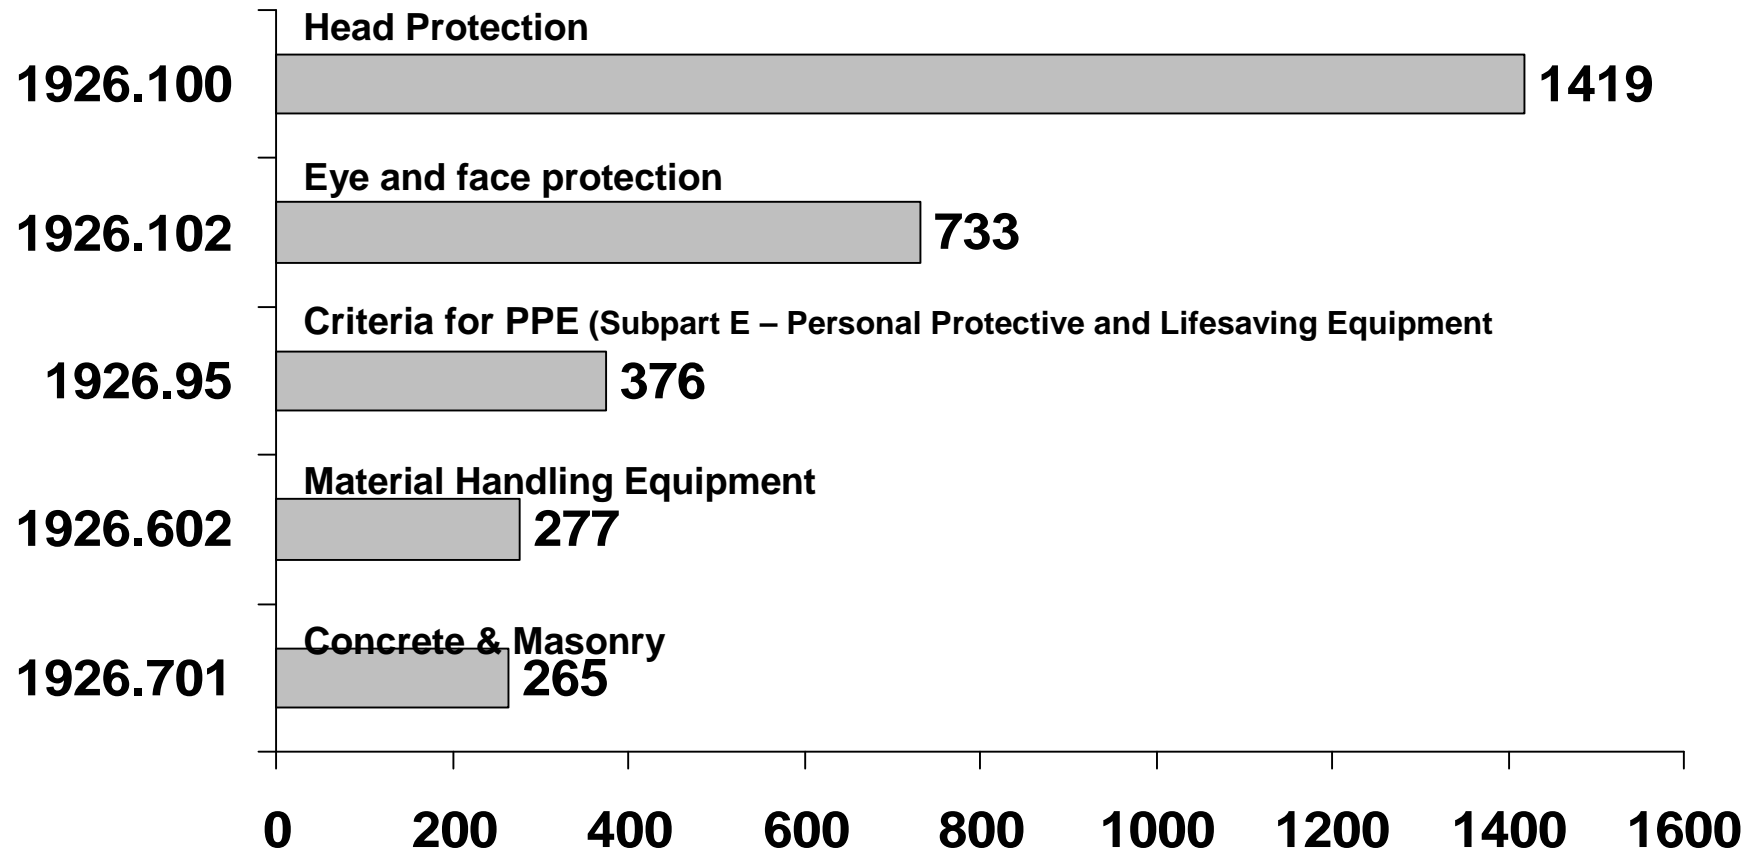 Head Protection
1926.100
1419
Eye and face protection
1926.102
733
Criteria for PPE (Subpart E – Personal Protective and Lifesaving Equipment
1926.95
376
Material Handling Equipment
1926.602
277
Concrete & Masonry
1926.701
265
0 200 400 600 800 1000 1200 1400 1600